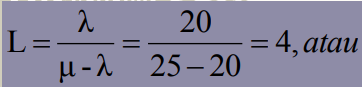 L = λ / (μ - λ) = 20 / (25 – 20) = 4, atau